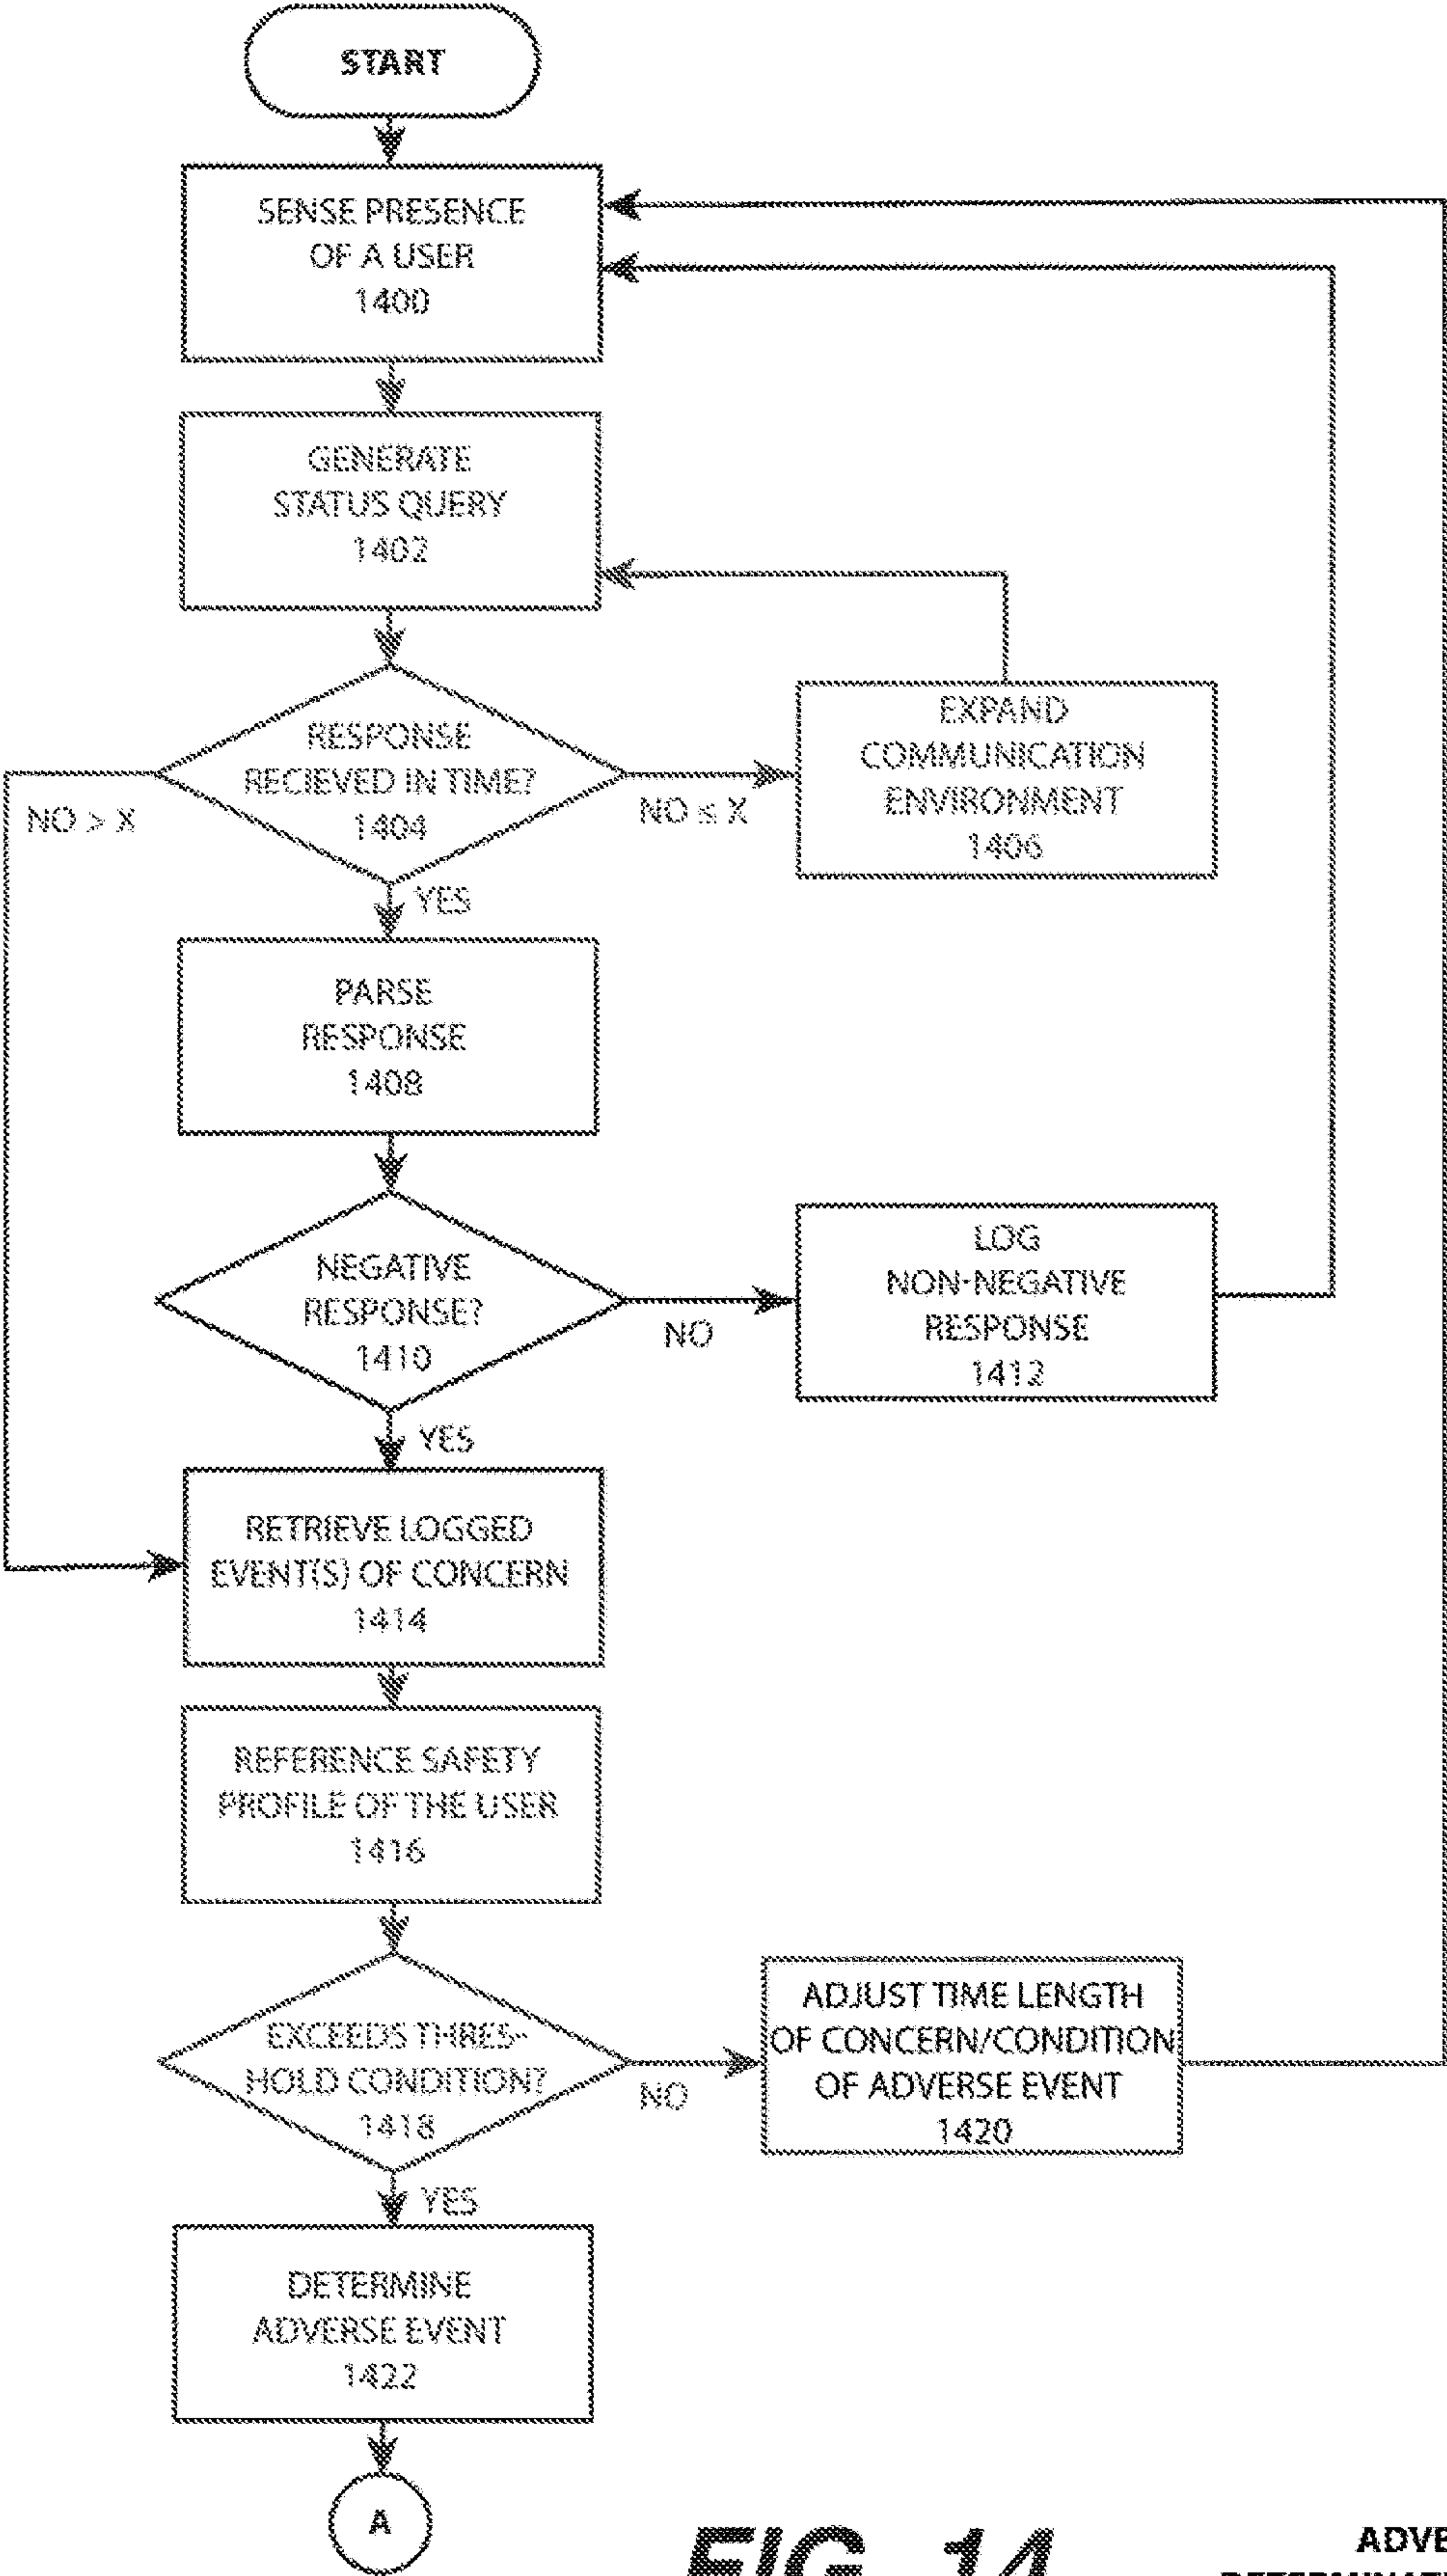 START
SENSE PRESENCE
OF A USER
1400
GENERATE
STATUS QUERY
1402
RESPONSE
RECIEVED IN TIME?
1404
NO > X
NO ≤ X
EXPAND
COMMUNICATION
ENVIRONMENT
1406
YES
PARSE
RESPONSE
1408
NEGATIVE
RESPONSE?
1410
NO
LOG
NON-NEGATIVE
RESPONSE
1412
YES
RETRIEVE LOGGED
EVENT(S) OF CONCERN
1414
REFERENCE SAFETY
PROFILE OF THE USER
1416
EXCEEDS THRES-
HOLD CONDITION?
1418
NO
ADJUST TIME LENGTH
OF CONCERN/CONDITION
OF ADVERSE EVENT
1420
YES
DETERMINE
ADVERSE EVENT
1422
A
FIG. 14